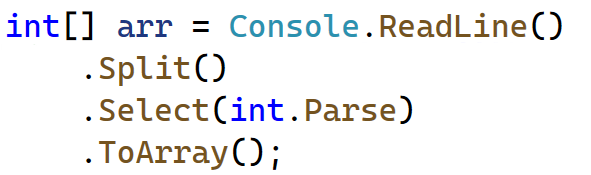 int[] arr = Console.ReadLine()
    .Split()
    .Select(int.Parse)
    .ToArray();